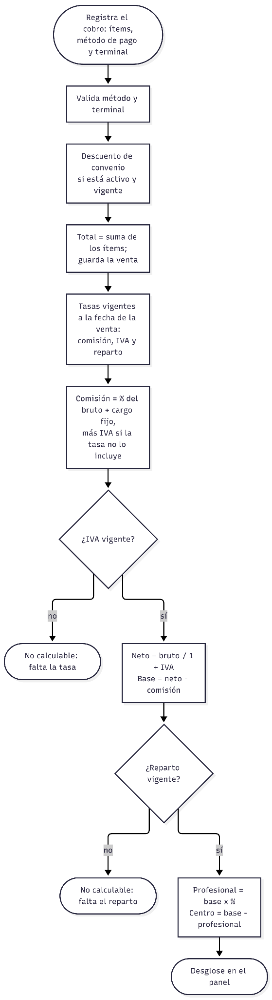 Registra el
cobro: ítems,
método de pago
y terminal
Valida método y
terminal
Descuento de
convenio
si está activo y
vigente
Total = suma de
los ítems;
guarda la venta
Tasas vigentes
a la fecha de la
venta:
comisión, IVA y
reparto
Comisión = % del
bruto + cargo
fijo,
más IVA si la
tasa no lo
incluye
¿IVA vigente?
no
sí
No calculable:
falta la tasa
Neto = bruto / 1
+ IVA
Base = neto -
comisión
¿Reparto
vigente?
no
sí
No calculable:
falta el reparto
Profesional =
base x %
Centro = base -
profesional
Desglose en el
panel